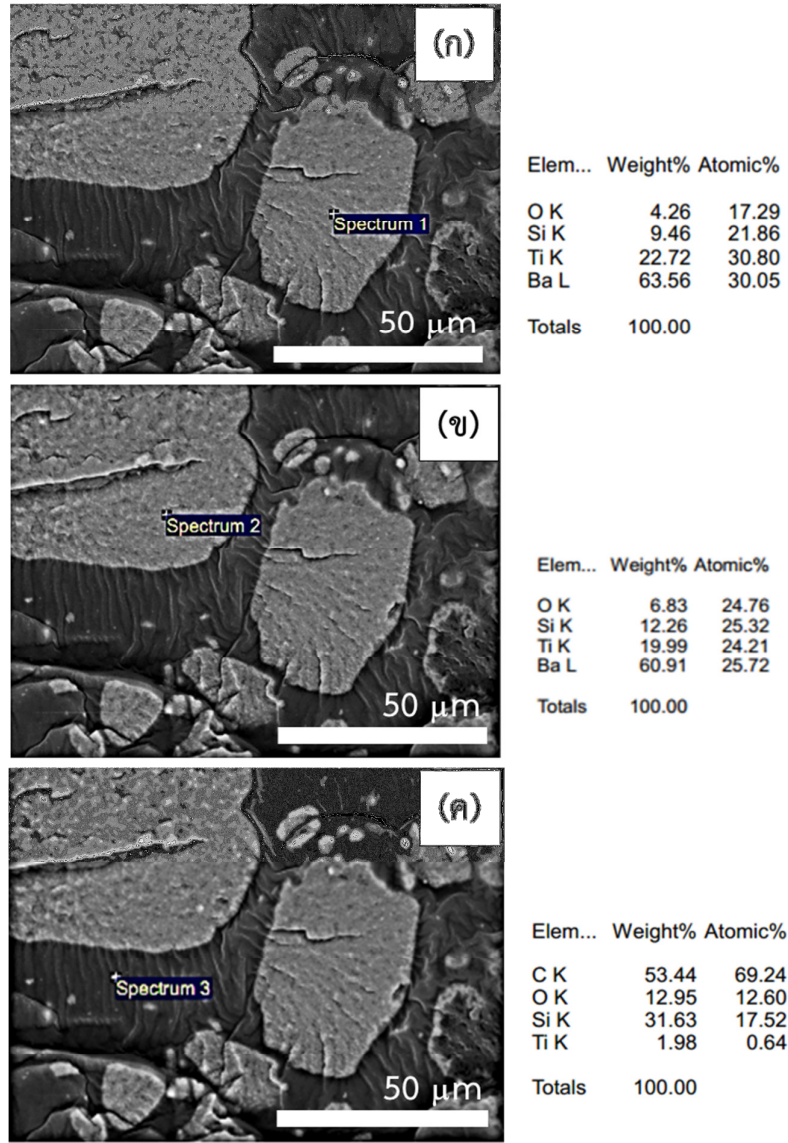 (ก)
Spectrum 1
50 μm
Elem... Weight% Atomic%
O K 4.26 17.29
Si K 9.46 21.86
Ti K 22.72 30.80
Ba L 63.56 30.05
Totals 100.00
(ข)
Spectrum 2
50 μm
Elem... Weight% Atomic%
O K 6.83 24.76
Si K 12.26 25.32
Ti K 19.99 24.21
Ba L 60.91 25.72
Totals 100.00
(ค)
Spectrum 3
50 μm
Elem... Weight% Atomic%
C K 53.44 69.24
O K 12.95 12.60
Si K 31.63 17.52
Ti K 1.98 0.64
Totals 100.00